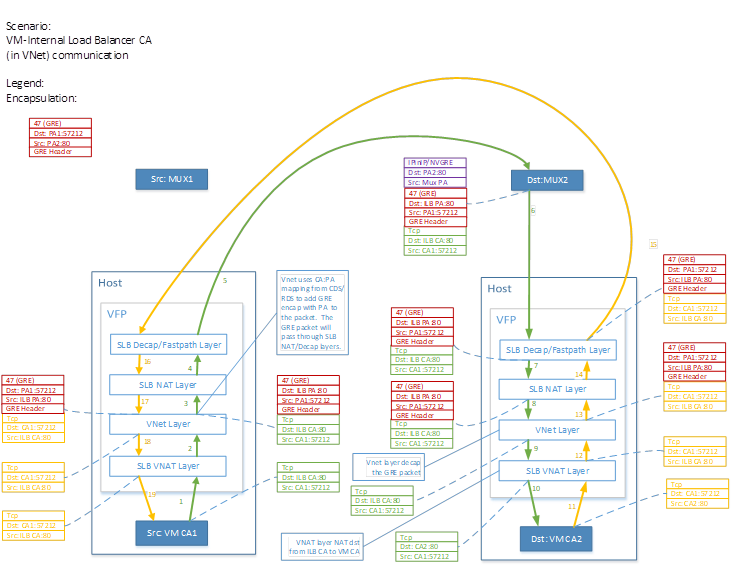 Scenario:
VM-Internal Load Balancer CA
(in VNet) communication
Legend:
Encapsulation:
47 (GRE)
Dst: PA1:57212
Src: PA2:80
GRE Header
Src: MUX1
IPinIP/NVGRE
Dst: PA2:80
Src: Mux PA
47 (GRE)
Dst: ILB PA:80
Src: PA1:57212
GRE Header
Tcp
Dst: ILB CA:80
Src: CA1:57212
Dst:MUX2
6
15
5
Host
VFP
SLB Decap/Fastpath Layer
16
4
SLB NAT Layer
17
3
VNet Layer
18
2
SLB VNAT Layer
19
1
Src: VM CA1
Vnet uses CA:PA
mapping from CDS/
RDS to add GRE
encap with PA to
the packet. The
GRE packet will
pass through SLB
NAT/Decap layers.
47 (GRE)
Dst: PA1:57212
Src: ILB PA:80
GRE Header
Tcp
Dst: CA1:57212
Src: ILB CA:80
Tcp
Dst: CA1:57212
Src: ILB CA:80
Tcp
Dst: CA1:57212
Src: ILB CA:80
47 (GRE)
Dst: ILB PA:80
Src: PA1:57212
GRE Header
Tcp
Dst: ILB CA:80
Src: CA1:57212
Tcp
Dst: ILB CA:80
Src: CA1:57212
47 (GRE)
Dst: ILB PA:80
Src: PA1:57212
GRE Header
Tcp
Dst: ILB CA:80
Src: CA1:57212
47 (GRE)
Dst: ILB PA:80
Src: PA1:57212
GRE Header
Tcp
Dst: ILB CA:80
Src: CA1:57212
Vnet layer decap
the GRE packet
Tcp
Dst: ILB CA:80
Src: CA1:57212
VNAT layer NAT dst
from ILB CA to VM CA
Tcp
Dst: CA2:80
Src: CA1:57212
Host
VFP
SLB Decap/Fastpath Layer
7
14
SLB NAT Layer
8
13
VNet Layer
9
12
SLB VNAT Layer
10
11
Dst: VM CA2
47 (GRE)
Dst: PA1:57212
Src: ILB PA:80
GRE Header
Tcp
Dst: CA1:57212
Src: ILB CA:80
47 (GRE)
Dst: PA1:57212
Src: ILB PA:80
GRE Header
Tcp
Dst: CA1:57212
Src: ILB CA:80
Tcp
Dst: CA1:57212
Src: ILB CA:80
Tcp
Dst: CA1:57212
Src: CA2:80